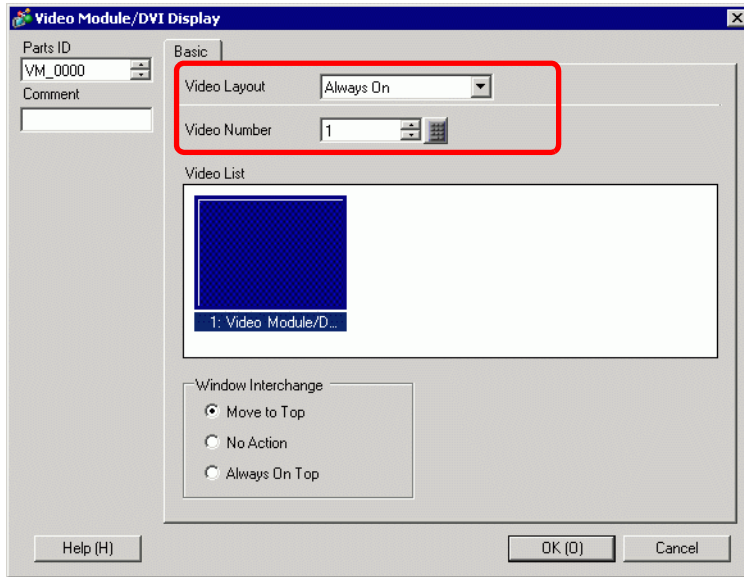 Video Module/DVI Display
Parts ID
VM_0000
Comment
Basic
Video Layout
Always On
Video Number
1
Video List
1: Video Module/D...
Window Interchange
Move to Top
No Action
Always On Top
Help (H)
OK (O)
Cancel